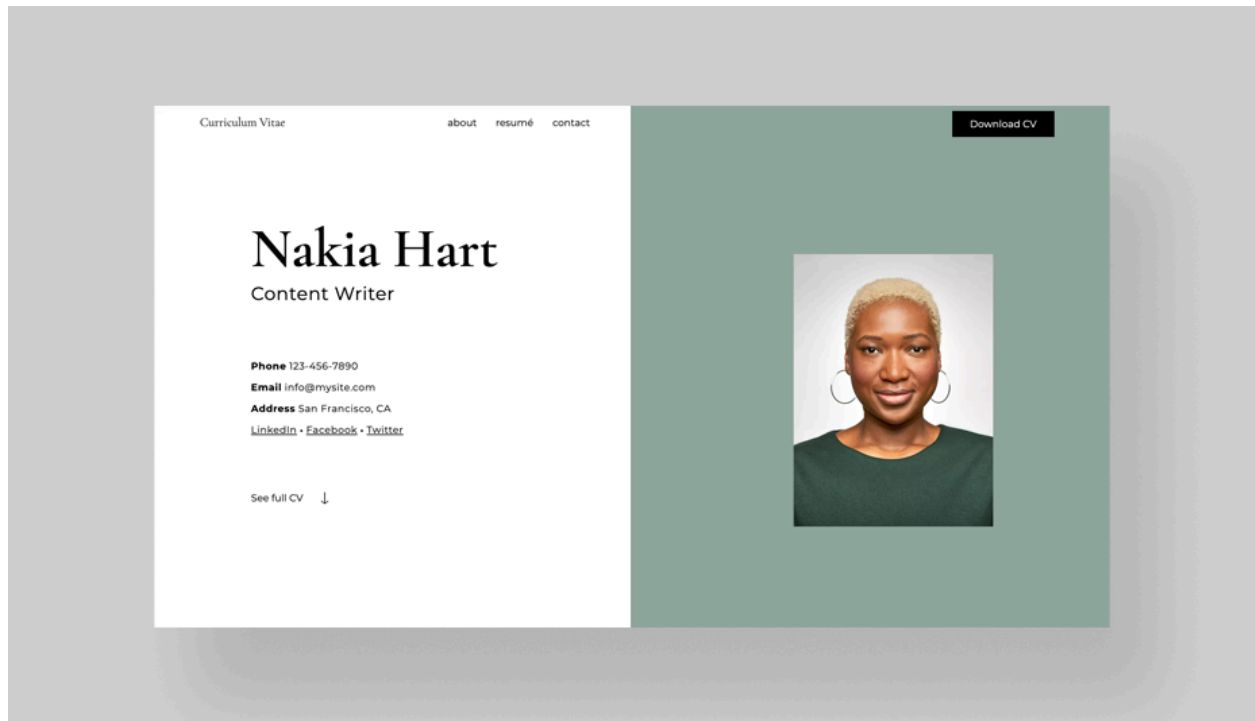 Curriculum Vitae
about resumé contact
Download CV
Nakia Hart
Content Writer
Phone 123-456-7890
Email info@mysite.com
Address San Francisco, CA
LinkedIn • Facebook • Twitter
See full CV ↓